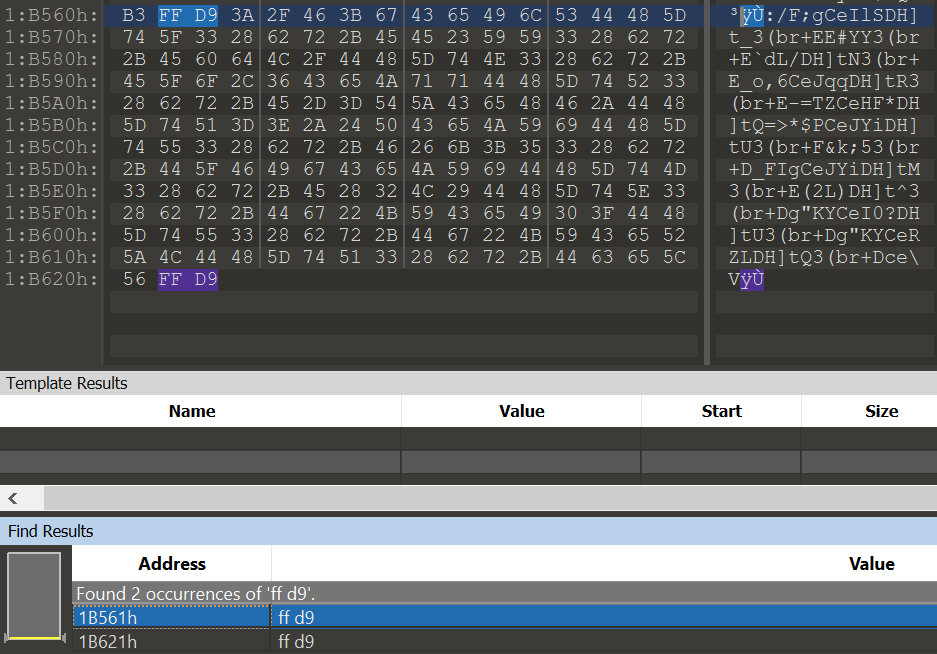 1:B560h: B3 FF D9 3A 2F 46 3B 67 43 65 49 6C 53 44 48 5D ³ÿÙ:/F;gCeIlSDH]
1:B570h: 74 5F 33 28 62 72 2B 45 45 23 59 59 33 28 62 72 t_3(br+EE#YY3(br
1:B580h: 2B 45 60 64 4C 2F 44 48 5D 74 4E 33 28 62 72 2B +E`dL/DH]tN3(br+
1:B590h: 45 5F 6F 2C 36 43 65 4A 71 71 44 48 5D 74 52 33 E_o,6CeJqqDH]tR3
1:B5A0h: 28 62 72 2B 45 2D 3D 54 5A 43 65 48 46 2A 44 48 (br+E-=TZCeHF*DH
1:B5B0h: 5D 74 51 3D 3E 2A 24 50 43 65 4A 59 69 44 48 5D ]tQ=>*$PCeJYiDH]
1:B5C0h: 74 55 33 28 62 72 2B 46 26 6B 3B 35 33 28 62 72 tU3(br+F&k;53(br
1:B5D0h: 2B 44 5F 46 49 67 43 65 4A 59 69 44 48 5D 74 4D +D_FIgCeJYiDH]tM
1:B5E0h: 33 28 62 72 2B 45 28 32 4C 29 44 48 5D 74 5E 33 3(br+E(2L)DH]t^3
1:B5F0h: 28 62 72 2B 44 67 22 4B 59 43 65 49 30 3F 44 48 (br+Dg"KYCeI0?DH
1:B600h: 5D 74 55 33 28 62 72 2B 44 67 22 4B 59 43 65 52 ]tU3(br+Dg"KYCeR
1:B610h: 5A 4C 44 48 5D 74 51 33 28 62 72 2B 44 63 65 5C ZLDH]tQ3(br+Dce\
1:B620h: 56 FF D9 VÿÙ
Template Results
Name Value Start Size
Find Results
Address Value
Found 2 occurrences of 'ff d9'.
1B561h ff d9
1B621h ff d9